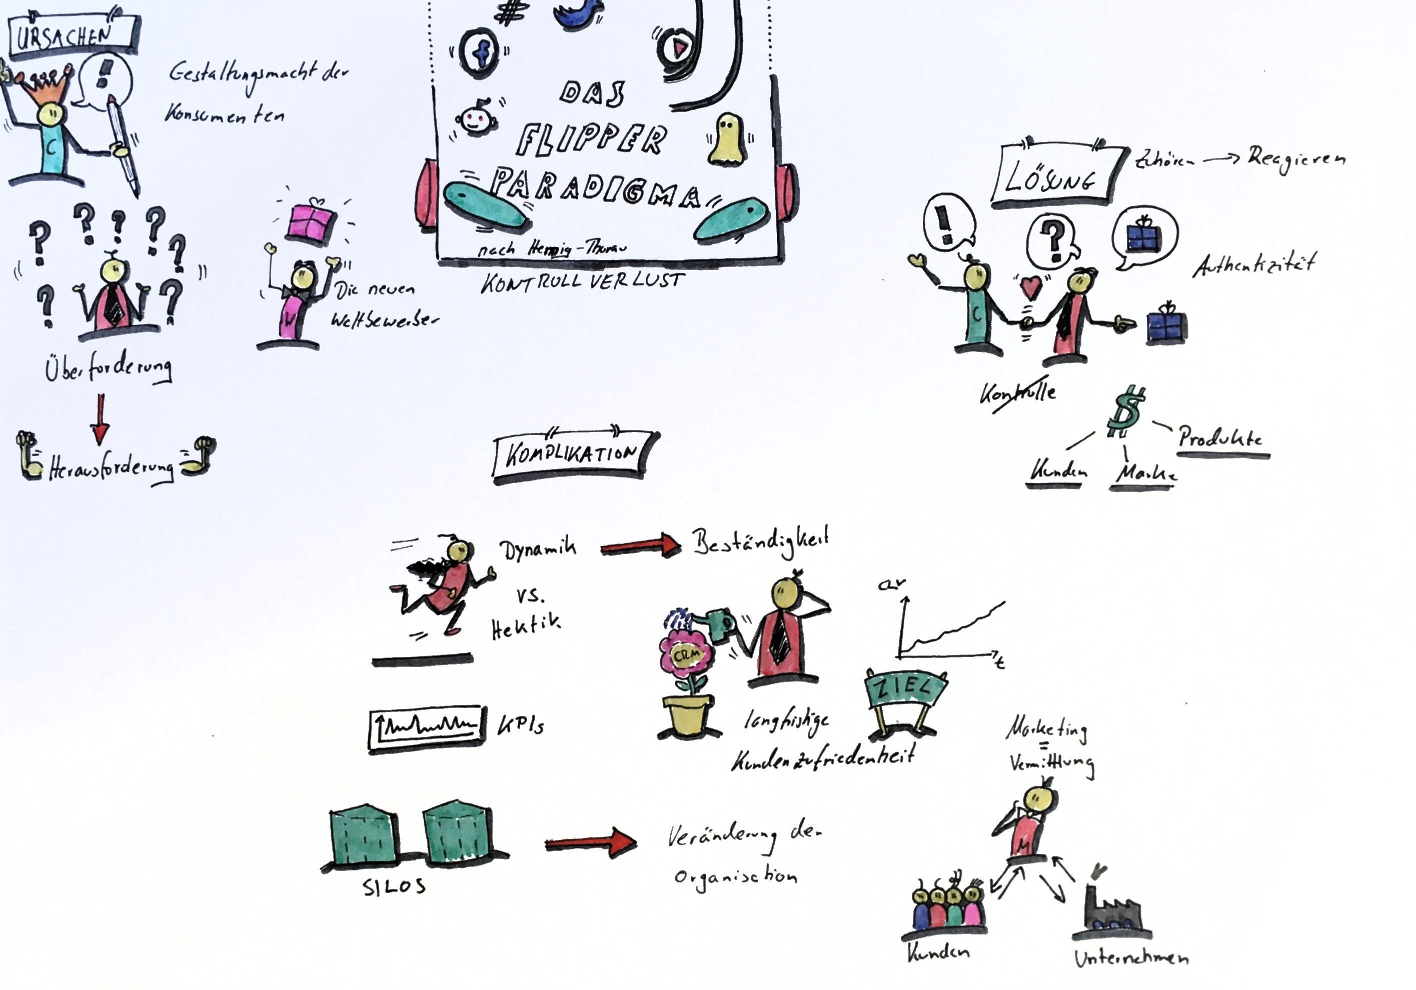 URSACHEN
!
Gestaltungsmacht der
Konsumenten
C
#
DAS
FLIPPER
PARADIGMA
nach Hennig-Thurau
KONTROLLVERLUST
? ? ? ? ? ? ?
Überforderung
Herausforderung
W
Die neuen
Wettbewerber
LÖSUNG
Zuhören → Reagieren
! ?
C
Authentizität
Kontrolle
$
Kunden
Marke
Produkte
KOMPLIKATION
Dynamik
vs.
Hektik
Beständigkeit
CRM
CLV
t
ZIEL
langfristige
Kundenzufriedenheit
KPIs
SILOS
Veränderung der
Organisation
Marketing
=
Vermittlung
M
Kunden
Unternehmen